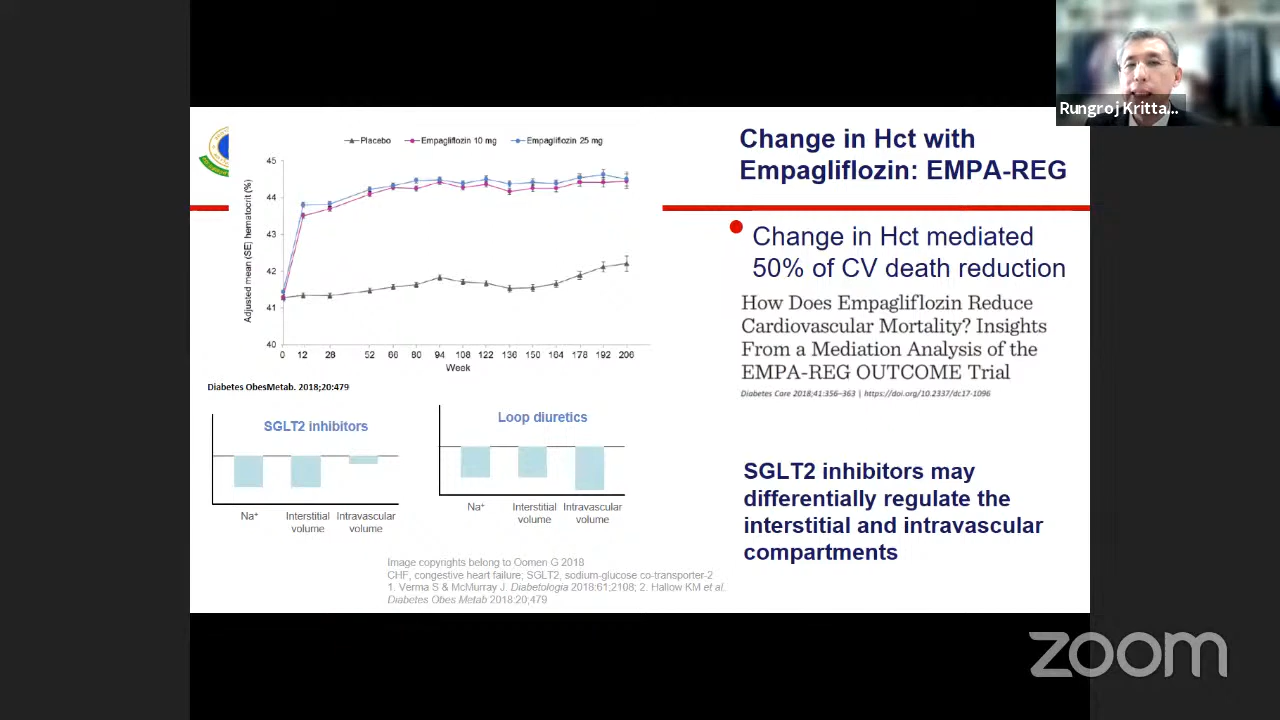 Rungroj Kritta...
Placebo Empagliflozin 10 mg Empagliflozin 25 mg
Adjusted mean (SE) hematocrit (%)
45
44
43
42
41
40
0 12 28 52 66 80 94 108 122 136 150 164 178 192 206
Week
Diabetes ObesMetab. 2018;20:479
Change in Hct with
Empagliflozin: EMPA-REG
Change in Hct mediated
50% of CV death reduction
How Does Empagliflozin Reduce
Cardiovascular Mortality? Insights
From a Mediation Analysis of the
EMPA-REG OUTCOME Trial
Diabetes Care 2018;41:356–363 | https://doi.org/10.2337/dc17-1096
SGLT2 inhibitors
Na⁺ Interstitial volume Intravascular volume
Loop diuretics
Na⁺ Interstitial volume Intravascular volume
SGLT2 inhibitors may
differentially regulate the
interstitial and intravascular
compartments
Image copyrights belong to Oomen G 2018
CHF, congestive heart failure; SGLT2, sodium-glucose co-transporter-2
1. Verma S & McMurray J. Diabetologia 2018;61;2108; 2. Hallow KM et al.
Diabetes Obes Metab 2018;20;479
zoom